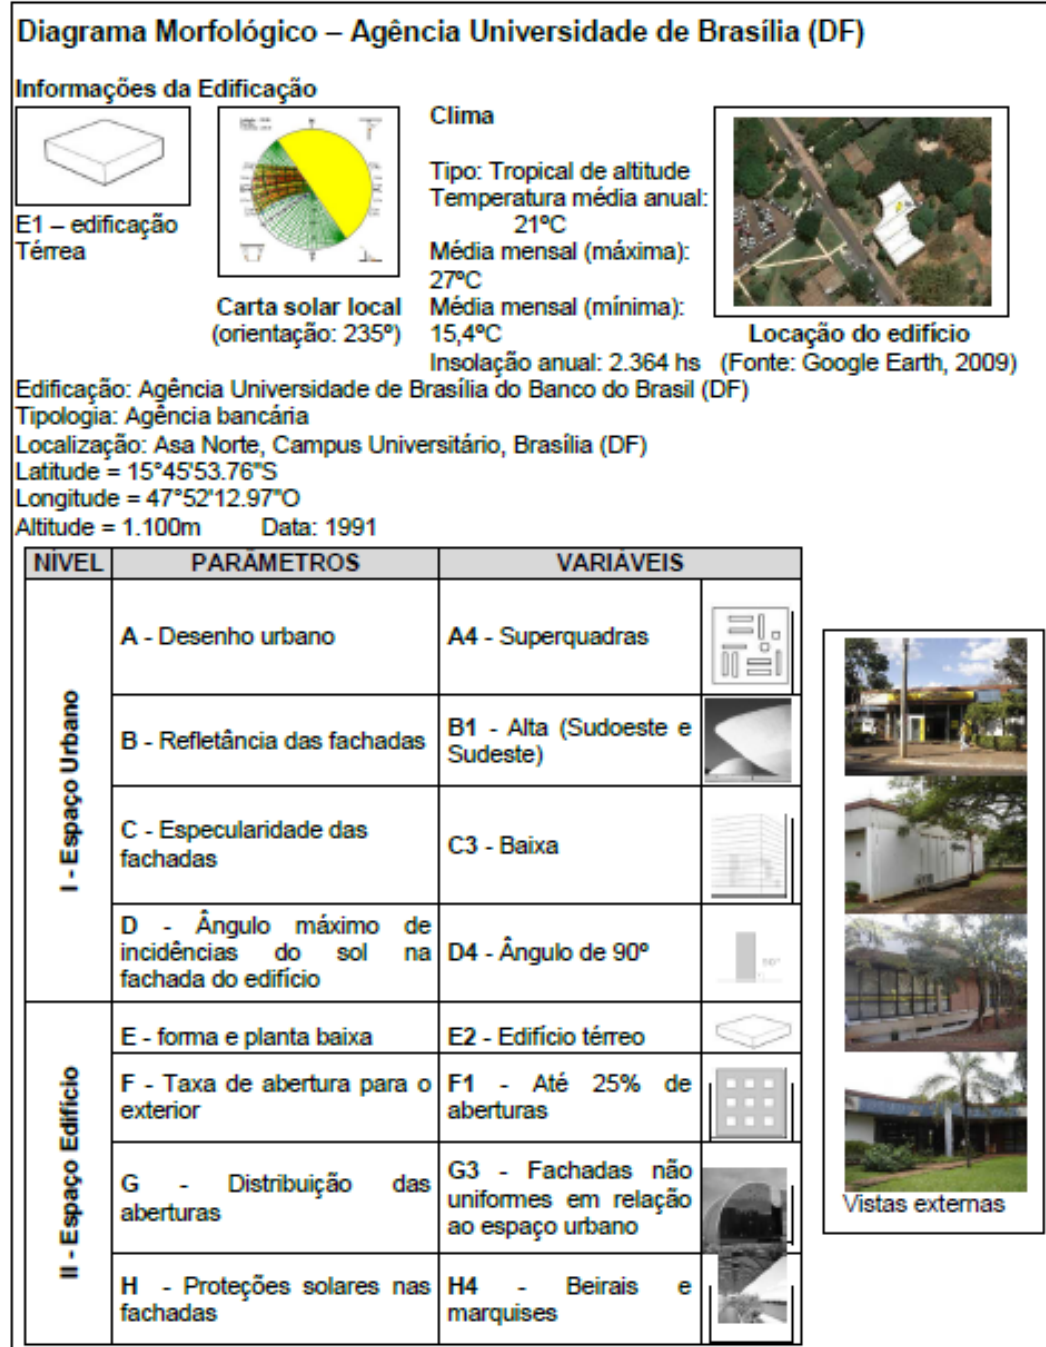 Diagrama Morfológico – Agência Universidade de Brasília (DF)
Informações da Edificação
E1 – edificação
Térrea
Carta solar local
(orientação: 235º)
Clima
Tipo: Tropical de altitude
Temperatura média anual:
21ºC
Média mensal (máxima):
27ºC
Média mensal (mínima):
15,4ºC
Insolação anual: 2.364 hs
Locação do edifício
(Fonte: Google Earth, 2009)
Edificação: Agência Universidade de Brasília do Banco do Brasil (DF)
Tipologia: Agência bancária
Localização: Asa Norte, Campus Universitário, Brasília (DF)
Latitude = 15°45'53.76"S
Longitude = 47°52'12.97"O
Altitude = 1.100m Data: 1991
NÍVEL PARÂMETROS VARIÁVEIS
I - Espaço Urbano
A - Desenho urbano
A4 - Superquadras
B - Refletância das fachadas
B1 - Alta (Sudoeste e
Sudeste)
C - Especularidade das
fachadas
C3 - Baixa
D - Ângulo máximo de
incidências do sol na
fachada do edifício
D4 - Ângulo de 90º
90°
II - Espaço Edifício
E - forma e planta baixa
E2 - Edifício térreo
F - Taxa de abertura para o
exterior
F1 - Até 25% de
aberturas
G - Distribuição das
aberturas
G3 - Fachadas não
uniformes em relação
ao espaço urbano
H - Proteções solares nas
fachadas
H4 - Beirais e
marquises
Vistas externas